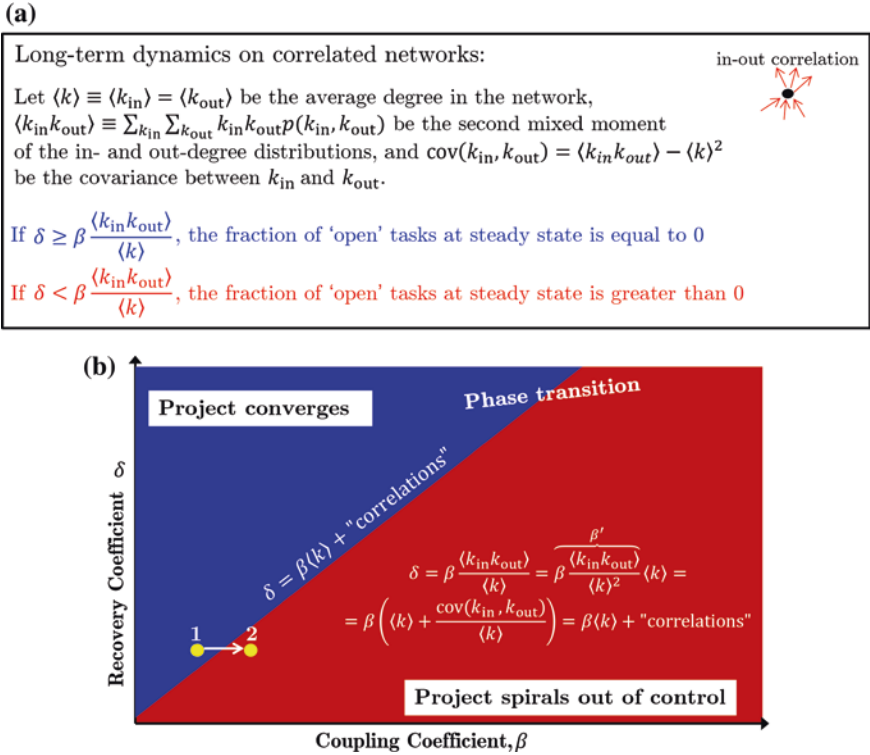 (a)
Long-term dynamics on correlated networks:
in-out correlation
Let ⟨k⟩ ≡ ⟨k_in⟩ = ⟨k_out⟩ be the average degree in the network,
⟨k_in k_out⟩ ≡ ∑_{k_in} ∑_{k_out} k_in k_out p(k_in, k_out) be the second mixed moment
of the in- and out-degree distributions, and cov(k_in, k_out) = ⟨k_in k_out⟩ − ⟨k⟩²
be the covariance between k_in and k_out.
If δ ≥ β ⟨k_in k_out⟩/⟨k⟩, the fraction of 'open' tasks at steady state is equal to 0
If δ < β ⟨k_in k_out⟩/⟨k⟩, the fraction of 'open' tasks at steady state is greater than 0
(b)
Project converges
Phase transition
δ = β⟨k⟩ + "correlations"
Recovery Coefficient δ
β′
δ = β ⟨k_in k_out⟩/⟨k⟩ = β ⟨k_in k_out⟩/⟨k⟩² ⟨k⟩ =
= β (⟨k⟩ + cov(k_in, k_out)/⟨k⟩) = β⟨k⟩ + "correlations"
1 2
Project spirals out of control
Coupling Coefficient, β